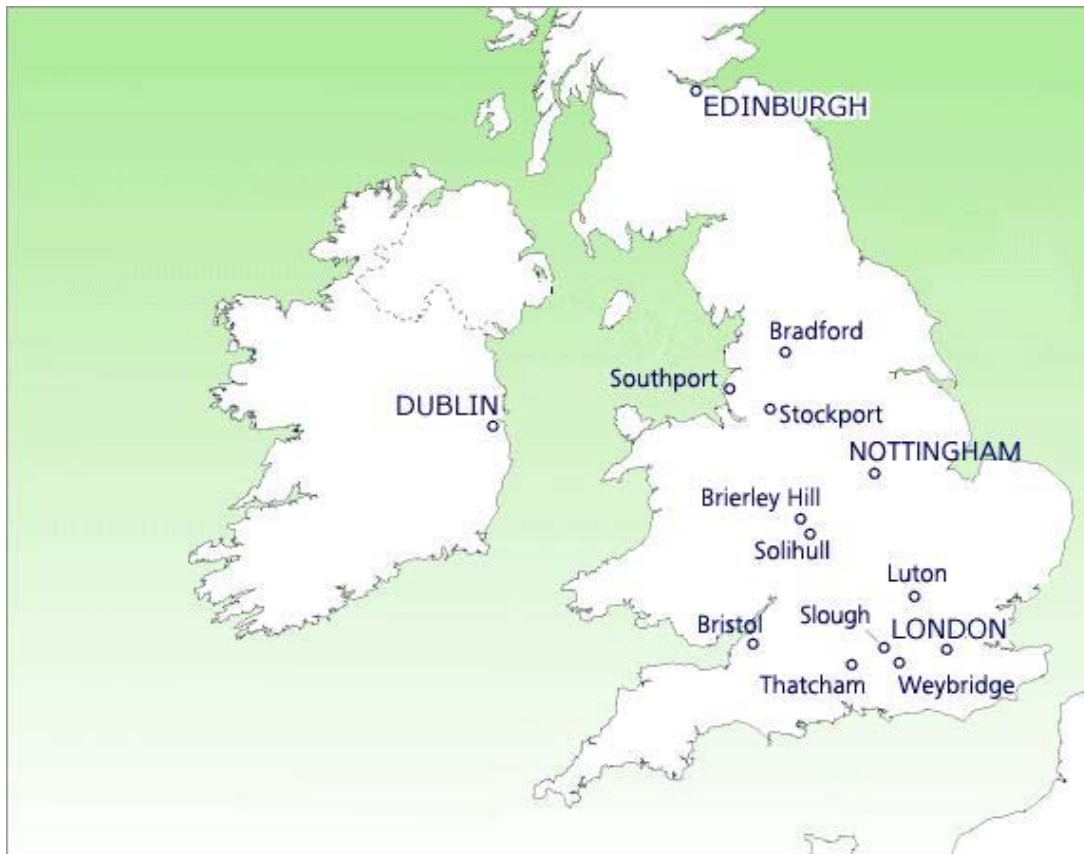 EDINBURGH
Bradford
Southport
DUBLIN
Stockport
NOTTINGHAM
Brierley Hill
Solihull
Luton
Slough
Bristol
LONDON
Thatcham
Weybridge